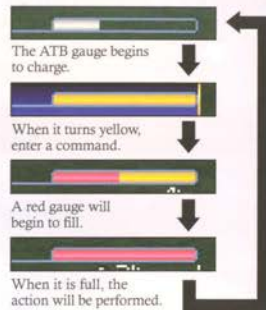 The ATB gauge begins
to charge.
When it turns yellow,
enter a command.
A red gauge will
begin to fill.
When it is full, the
action will be performed.